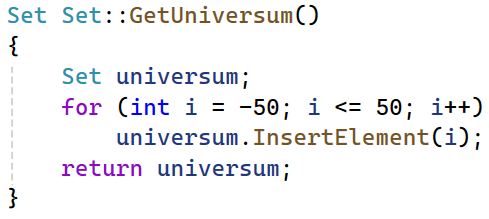 Set Set::GetUniversum()
{
    Set universum;
    for (int i = -50; i <= 50; i++)
        universum.InsertElement(i);
    return universum;
}